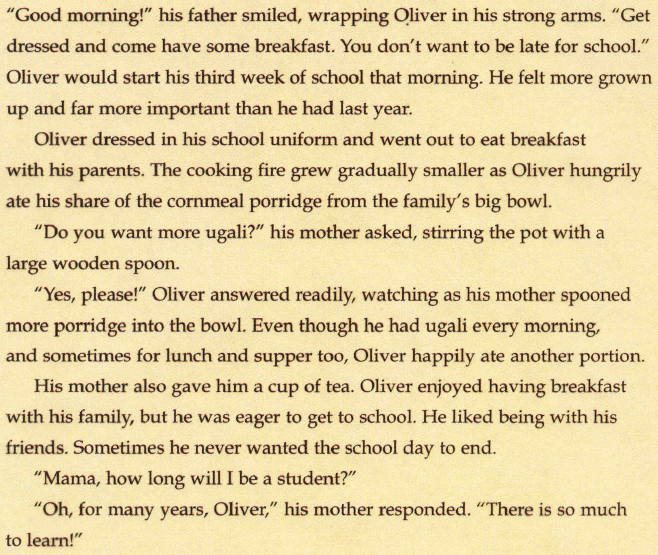 “Good morning!” his father smiled, wrapping Oliver in his strong arms. “Get
dressed and come have some breakfast. You don’t want to be late for school.”
Oliver would start his third week of school that morning. He felt more grown
up and far more important than he had last year.
Oliver dressed in his school uniform and went out to eat breakfast
with his parents. The cooking fire grew gradually smaller as Oliver hungrily
ate his share of the cornmeal porridge from the family’s big bowl.
“Do you want more ugali?” his mother asked, stirring the pot with a
large wooden spoon.
“Yes, please!” Oliver answered readily, watching as his mother spooned
more porridge into the bowl. Even though he had ugali every morning,
and sometimes for lunch and supper too, Oliver happily ate another portion.
His mother also gave him a cup of tea. Oliver enjoyed having breakfast
with his family, but he was eager to get to school. He liked being with his
friends. Sometimes he never wanted the school day to end.
“Mama, how long will I be a student?”
“Oh, for many years, Oliver,” his mother responded. “There is so much
to learn!”